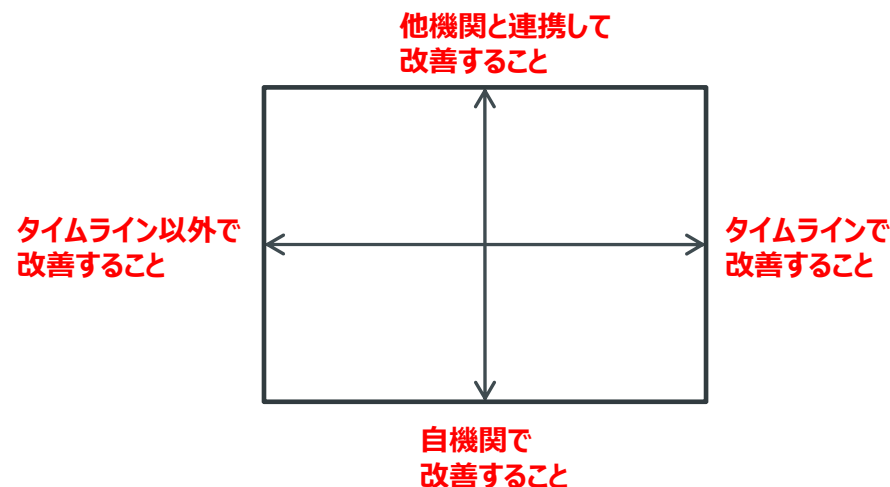 他機関と連携して
改善すること
タイムライン以外で
改善すること
タイムラインで
改善すること
自機関で
改善すること